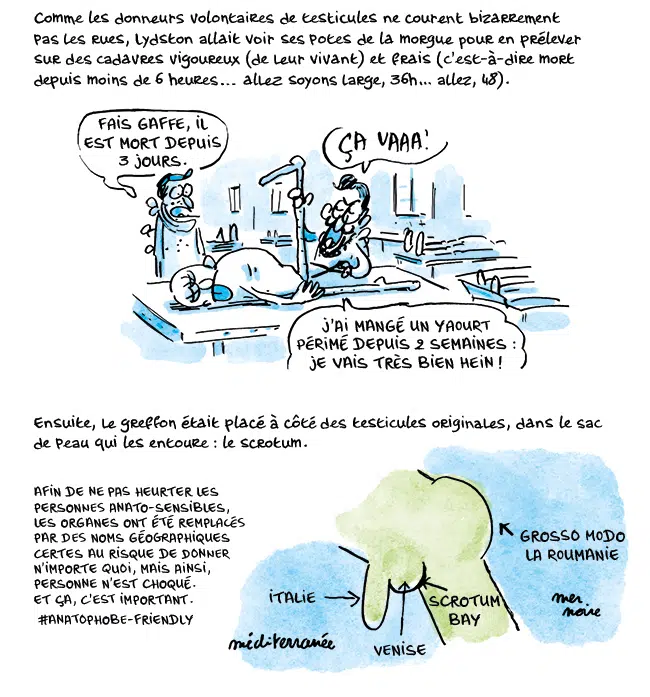 Comme les donneurs volontaires de testicules ne courent bizarrement
pas les rues, Lydston allait voir ses potes de la morgue pour en prélever
sur des cadavres vigoureux (de leur vivant) et frais (c'est-à-dire mort
depuis moins de 6 heures... allez soyons large, 36h... allez, 48).
FAIS GAFFE, IL
EST MORT DEPUIS
3 JOURS.
ÇA VAAA!
J'AI MANGÉ UN YAOURT
PÉRIMÉ DEPUIS 2 SEMAINES :
JE VAIS TRÈS BIEN HEIN !
Ensuite, le greffon était placé à côté des testicules originales, dans le sac
de peau qui les entoure : le scrotum.
AFIN DE NE PAS HEURTER LES
PERSONNES ANATO-SENSIBLES,
LES ORGANES ONT ÉTÉ REMPLACÉS
PAR DES NOMS GÉOGRAPHIQUES
CERTES AU RISQUE DE DONNER
N'IMPORTE QUOI, MAIS AINSI,
PERSONNE N'EST CHOQUÉ.
ET ÇA, C'EST IMPORTANT.
#ANATOPHOBE-FRIENDLY
GROSSO MODO
LA ROUMANIE
ITALIE
SCROTUM
BAY
mer
noire
méditerranée
VENISE